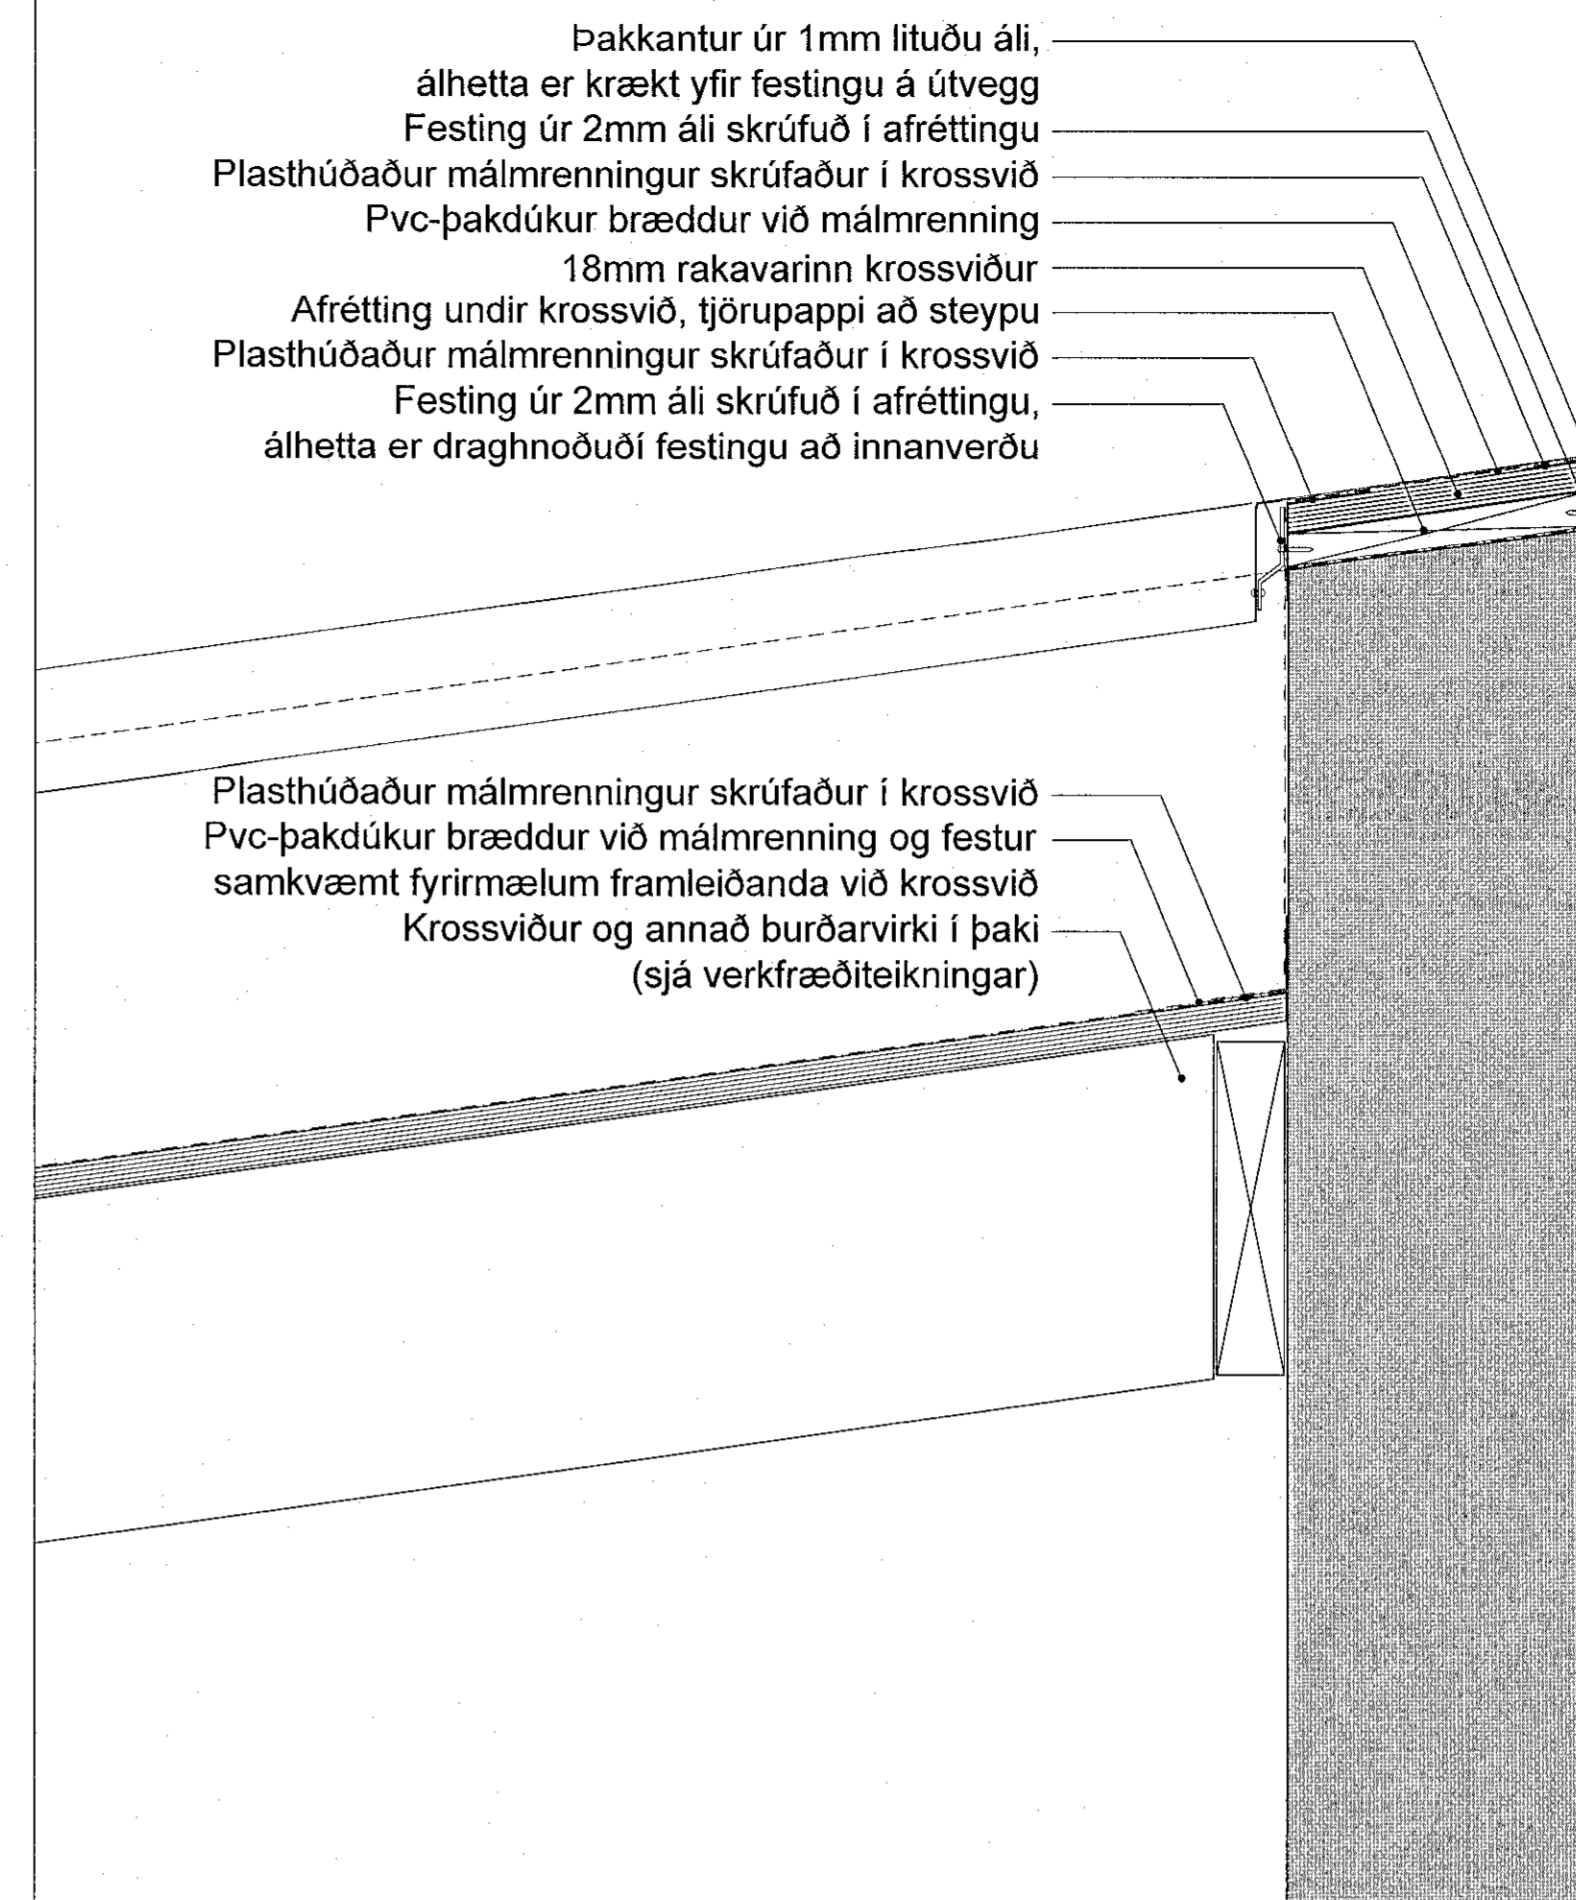 Þakkantur úr 1mm lituðu áli,
álhetta er krækt yfir festingu á útvegg
Festing úr 2mm áli skrúfuð í afréttingu
Plasthúðaður málmrenningur skrúfaður í krossvið
Pvc-þakdúkur bræddur við málmrenning
18mm rakavarinn krossviður
Afrétting undir krossvið, tjörupappi að steypu
Plasthúðaður málmrenningur skrúfaður í krossvið
Festing úr 2mm áli skrúfuð í afréttingu,
álhetta er draghnoðuðí festingu að innanverðu
Plasthúðaður málmrenningur skrúfaður í krossvið
Pvc-þakdúkur bræddur við málmrenning og festur
samkvæmt fyrirmælum framleiðanda við krossvið
Krossviður og annað burðarvirki í þaki
(sjá verkfræðiteikningar)